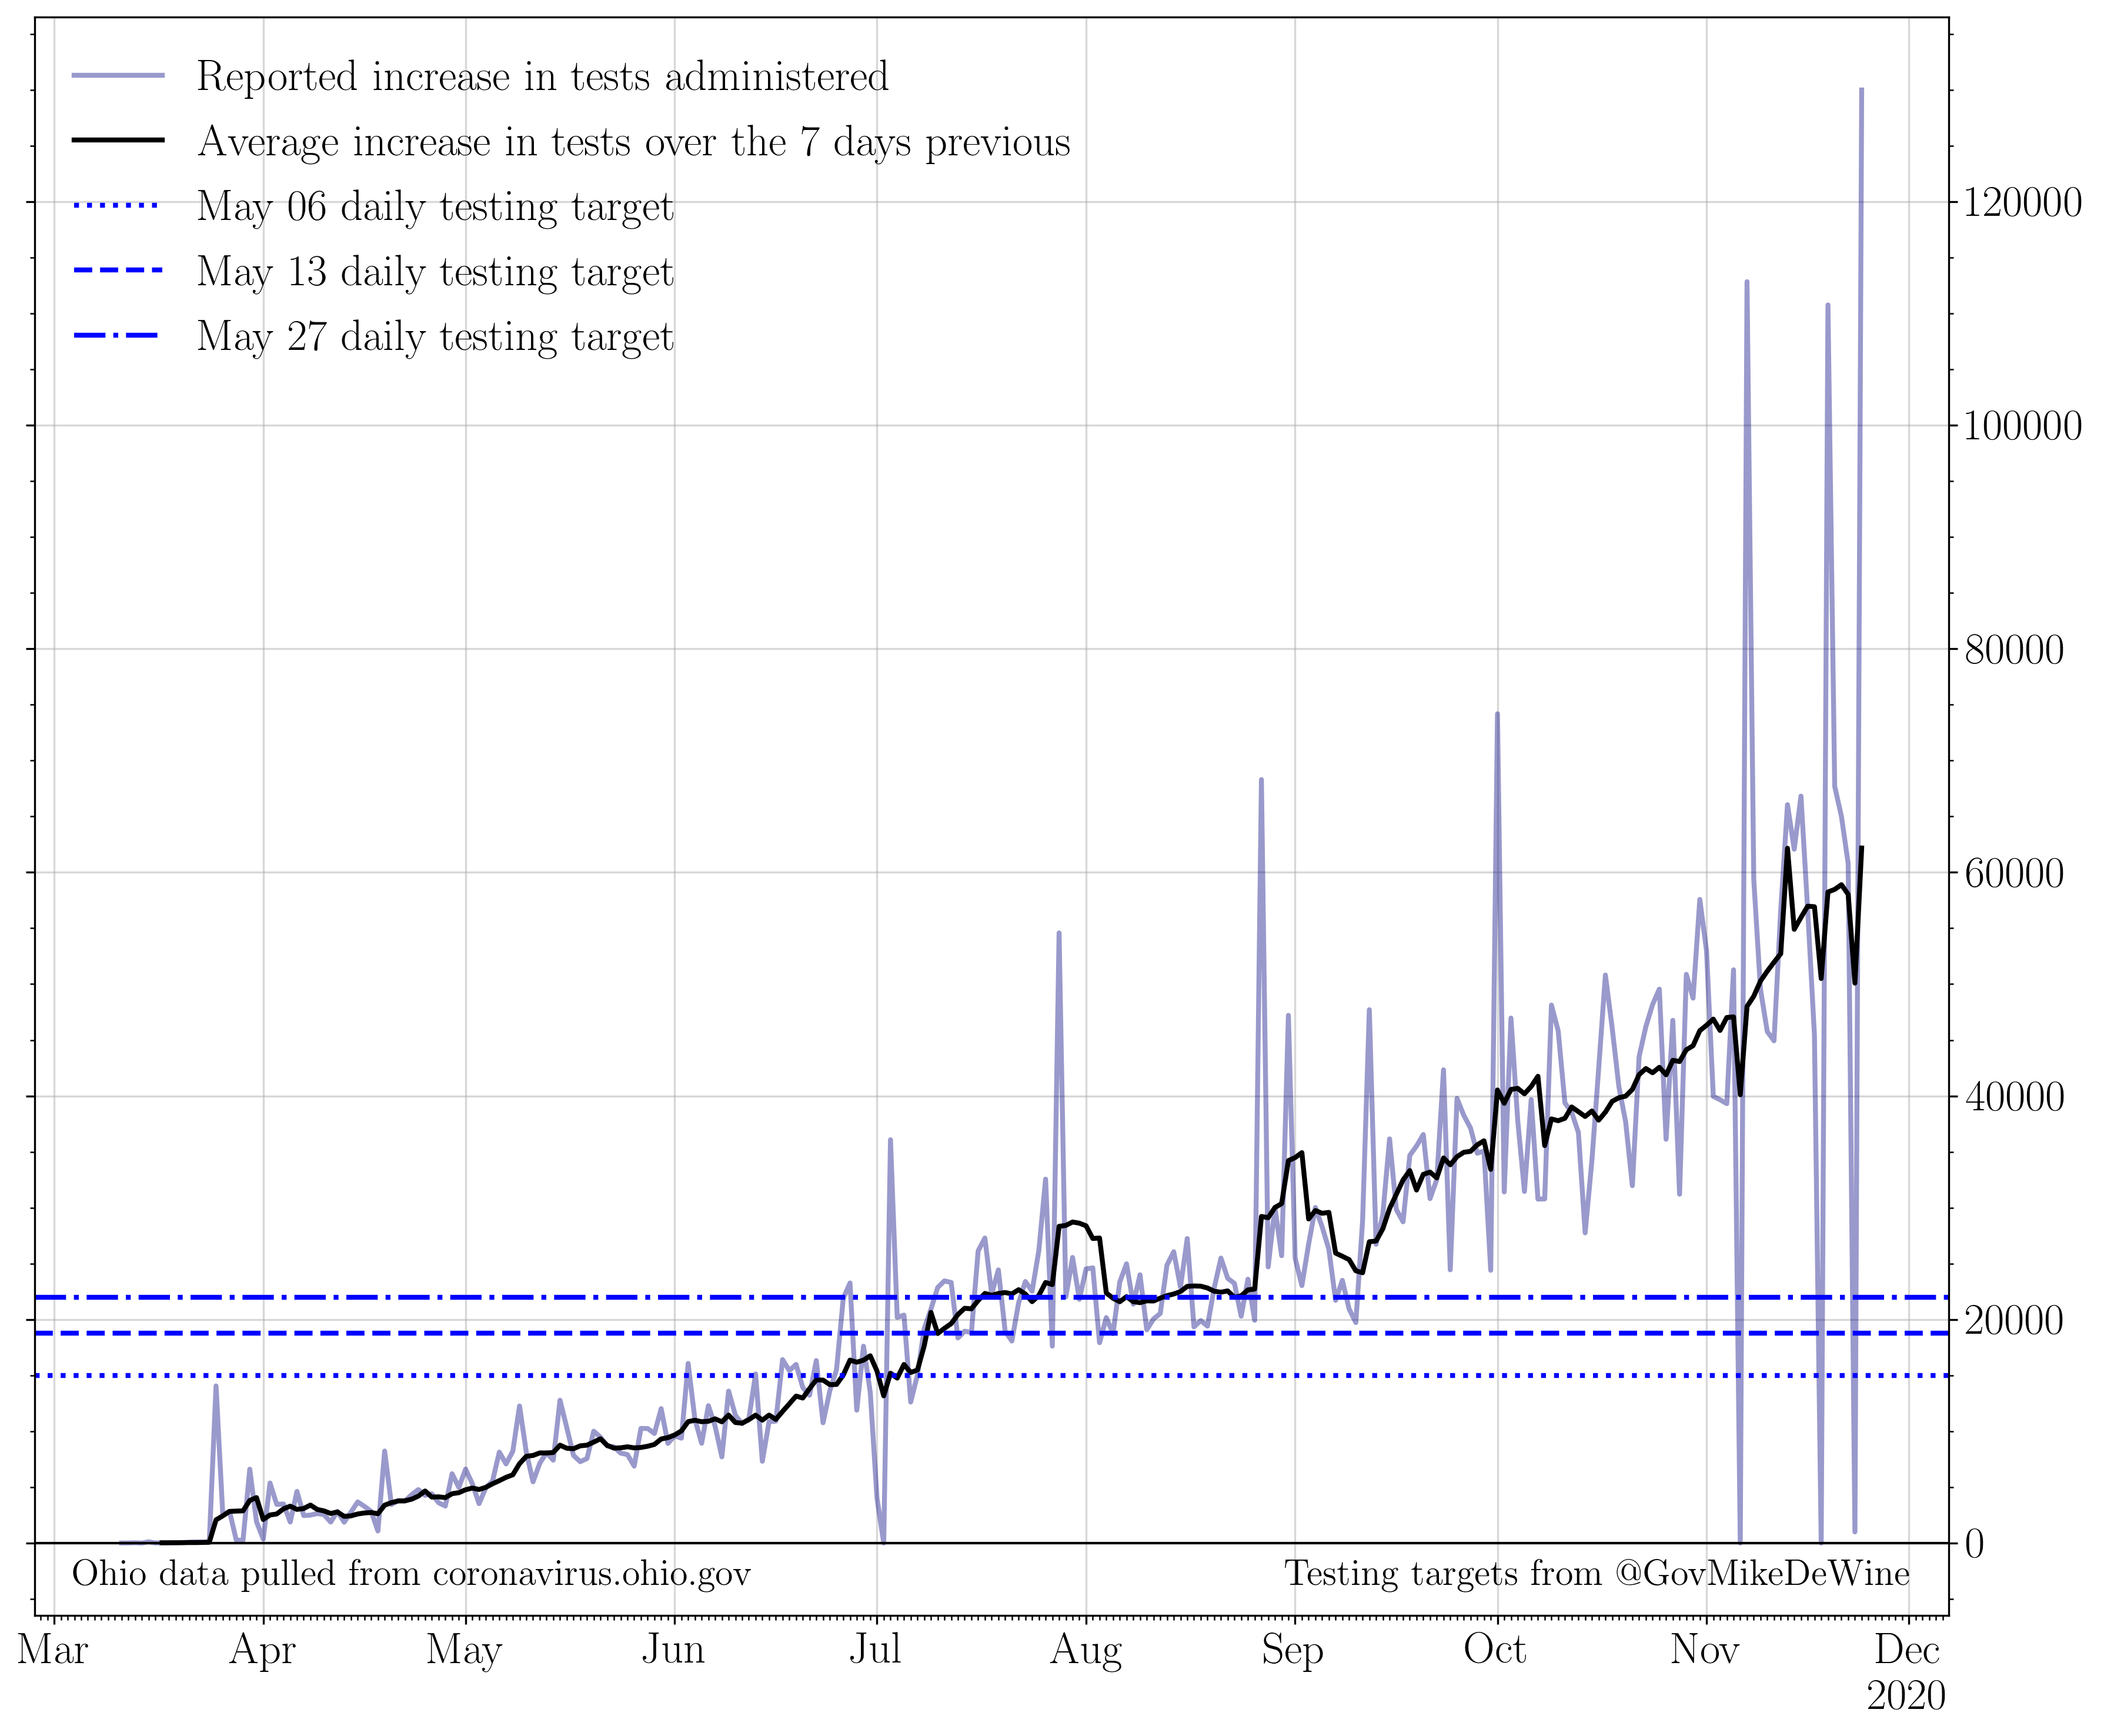 Reported increase in tests administered
Average increase in tests over the 7 days previous
May 06 daily testing target
May 13 daily testing target
May 27 daily testing target
120000
100000
80000
60000
40000
20000
0
Ohio data pulled from coronavirus.ohio.gov
Testing targets from @GovMikeDeWine
Mar Apr May Jun Jul Aug Sep Oct Nov Dec
2020